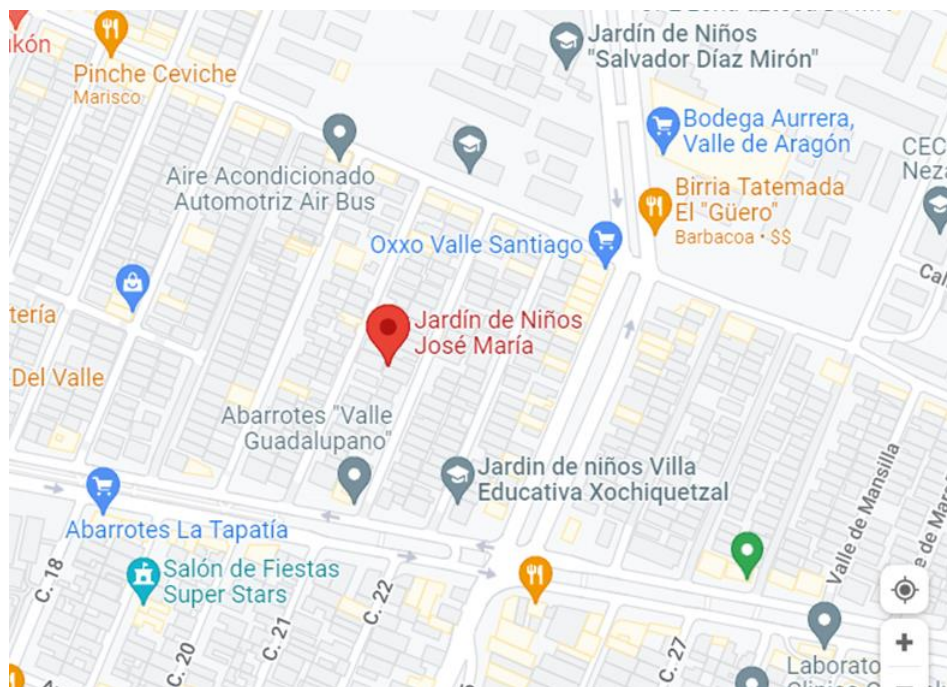 kón
Pinche Ceviche
Marisco
Jardín de Niños
"Salvador Díaz Mirón"
Bodega Aurrera,
Valle de Aragón
CEC
Neza
Aire Acondicionado
Automotriz Air Bus
Birria Tatemada
El "Güero"
Barbacoa • $$
Oxxo Valle Santiago
Cal
tería
Jardín de Niños
José María
Del Valle
Abarrotes "Valle
Guadalupano"
Jardin de niños Villa
Educativa Xochiquetzal
Abarrotes La Tapatía
Valle de Mansilla
Salón de Fiestas
Super Stars
C. 18
C. 20
C. 21
C. 22
C. 27
Laborato
+